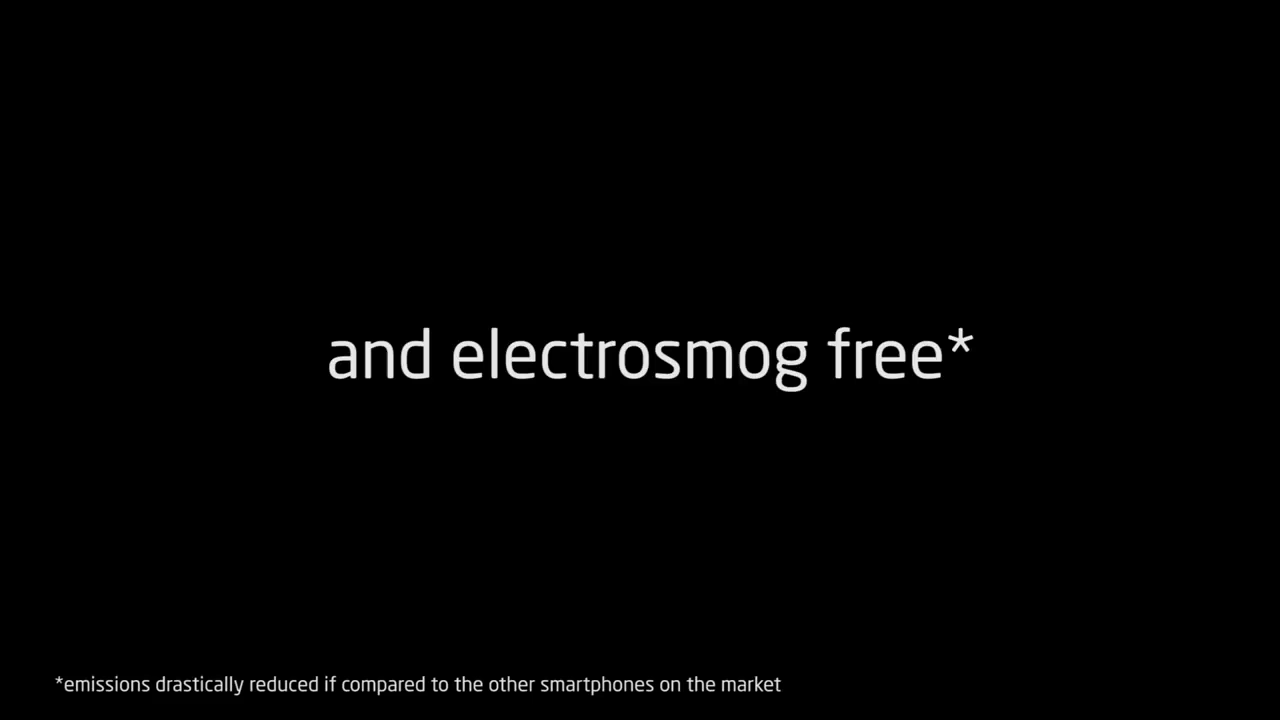 and electrosmog free*
*emissions drastically reduced if compared to the other smartphones on the market